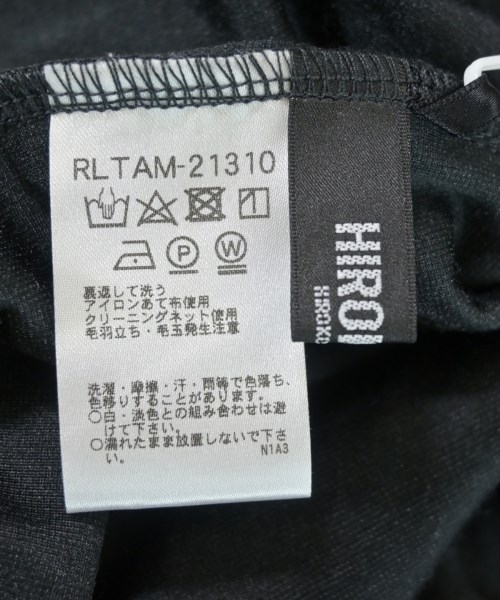 RLTAM-21310
P
W
裏返して洗う
アイロンあて布使用
クリーニングネット使用
毛羽立ち・毛玉発生注意
洗濯・摩擦・汗・雨等で色落ち、
色移りすることがあります。
○白・淡色との組み合わせは避
けて下さい。
○濡れたまま放置しないで下さ
い。
N1A3
HIRO
HIROKO